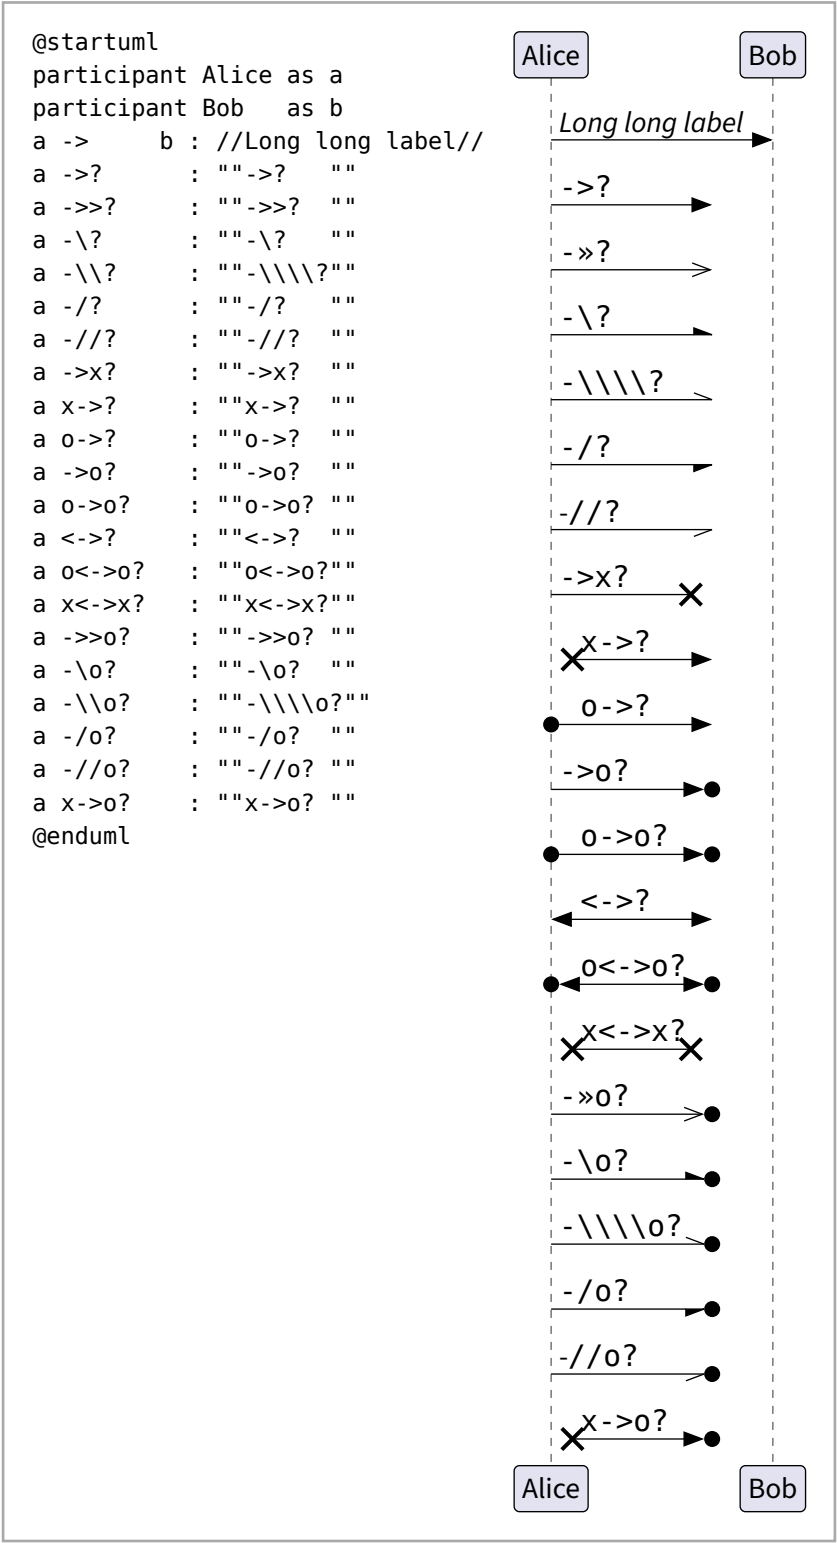 @startuml
participant Alice as a
participant Bob   as b
a ->     b : //Long long label//
a ->?      : ""->?   ""
a ->>?     : ""->>?  ""
a -\?      : ""-\?   ""
a -\\?     : ""-\\\\?""
a -/?      : ""-/?   ""
a -//?     : ""-//?  ""
a ->x?     : ""->x?  ""
a x->?     : ""x->?  ""
a o->?     : ""o->?  ""
a ->o?     : ""->o?  ""
a o->o?    : ""o->o? ""
a <->?     : ""<->?  ""
a o<->o?   : ""o<->o?""
a x<->x?   : ""x<->x?""
a ->>o?    : ""->>o? ""
a -\o?     : ""-\o?  ""
a -\\o?    : ""-\\\\o?""
a -/o?     : ""-/o?  ""
a -//o?    : ""-//o? ""
a x->o?    : ""x->o? ""
@enduml
Alice Bob
Long long label
->?
-»?
-\?
-\\\\?
-/?
-//?
->x?
x->?
o->?
->o?
o->o?
<->?
o<->o?
x<->x?
-»o?
-\o?
-\\\\o?
-/o?
-//o?
x->o?
Alice Bob